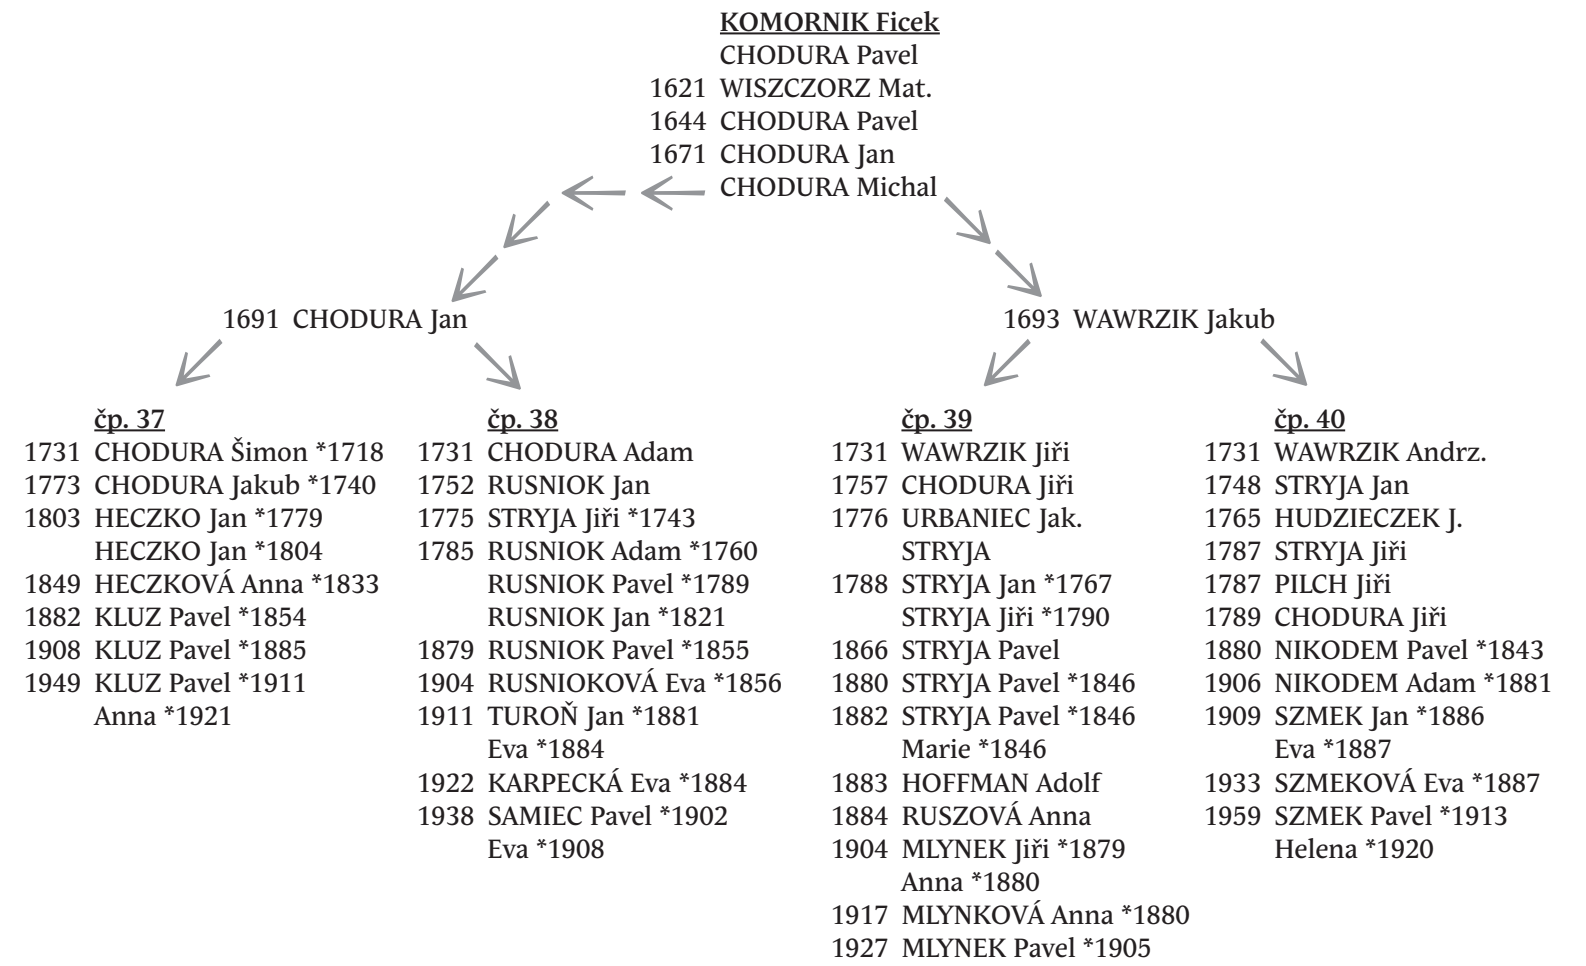 KOMORNIK Ficek
CHODURA Pavel
1621 WISZCZORZ Mat.
1644 CHODURA Pavel
1671 CHODURA Jan
CHODURA Michal
1691 CHODURA Jan
1693 WAWRZIK Jakub
čp. 37
1731 CHODURA Šimon *1718
1773 CHODURA Jakub *1740
1803 HECZKO Jan *1779
HECZKO Jan *1804
1849 HECZKOVÁ Anna *1833
1882 KLUZ Pavel *1854
1908 KLUZ Pavel *1885
1949 KLUZ Pavel *1911
Anna *1921
čp. 38
1731 CHODURA Adam
1752 RUSNIOK Jan
1775 STRYJA Jiří *1743
1785 RUSNIOK Adam *1760
RUSNIOK Pavel *1789
RUSNIOK Jan *1821
1879 RUSNIOK Pavel *1855
1904 RUSNIOKOVÁ Eva *1856
1911 TUROŇ Jan *1881
Eva *1884
1922 KARPECKÁ Eva *1884
1938 SAMIEC Pavel *1902
Eva *1908
čp. 39
1731 WAWRZIK Jiří
1757 CHODURA Jiří
1776 URBANIEC Jak.
STRYJA
1788 STRYJA Jan *1767
STRYJA Jiří *1790
1866 STRYJA Pavel
1880 STRYJA Pavel *1846
1882 STRYJA Pavel *1846
Marie *1846
1883 HOFFMAN Adolf
1884 RUSZOVÁ Anna
1904 MLYNEK Jiří *1879
Anna *1880
1917 MLYNKOVÁ Anna *1880
1927 MLYNEK Pavel *1905
čp. 40
1731 WAWRZIK Andrz.
1748 STRYJA Jan
1765 HUDZIECZEK J.
1787 STRYJA Jiří
1787 PILCH Jiří
1789 CHODURA Jiří
1880 NIKODEM Pavel *1843
1906 NIKODEM Adam *1881
1909 SZMEK Jan *1886
Eva *1887
1933 SZMEKOVÁ Eva *1887
1959 SZMEK Pavel *1913
Helena *1920